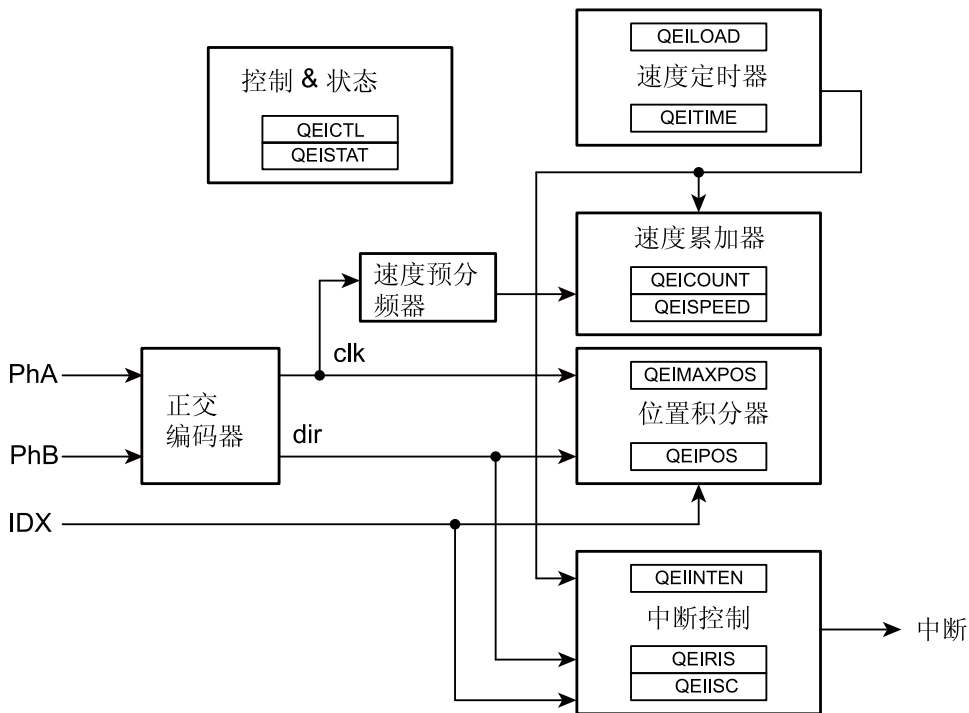 QEILOAD
速度定时器
QEITIME
控制 & 状态
QEICTL
QEISTAT
速度累加器
QEICOUNT
QEISPEED
速度预分
频器
PhA
PhB
IDX
正交
编码器
clk
dir
QEIMAXPOS
位置积分器
QEIPOS
QEIINTEN
中断控制
QEIRIS
QEIISC
中断